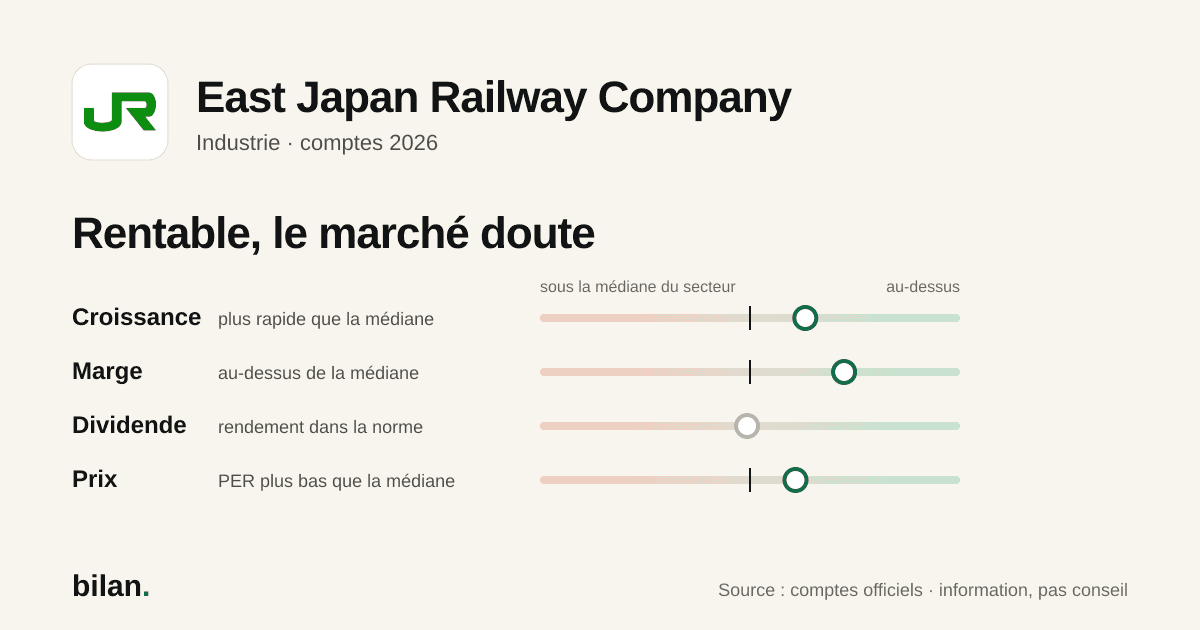 JR
East Japan Railway Company
Industrie · comptes 2026
Rentable, le marché doute
sous la médiane du secteur au-dessus
Croissance plus rapide que la médiane
Marge au-dessus de la médiane
Dividende rendement dans la norme
Prix PER plus bas que la médiane
bilan.
Source : comptes officiels · information, pas conseil